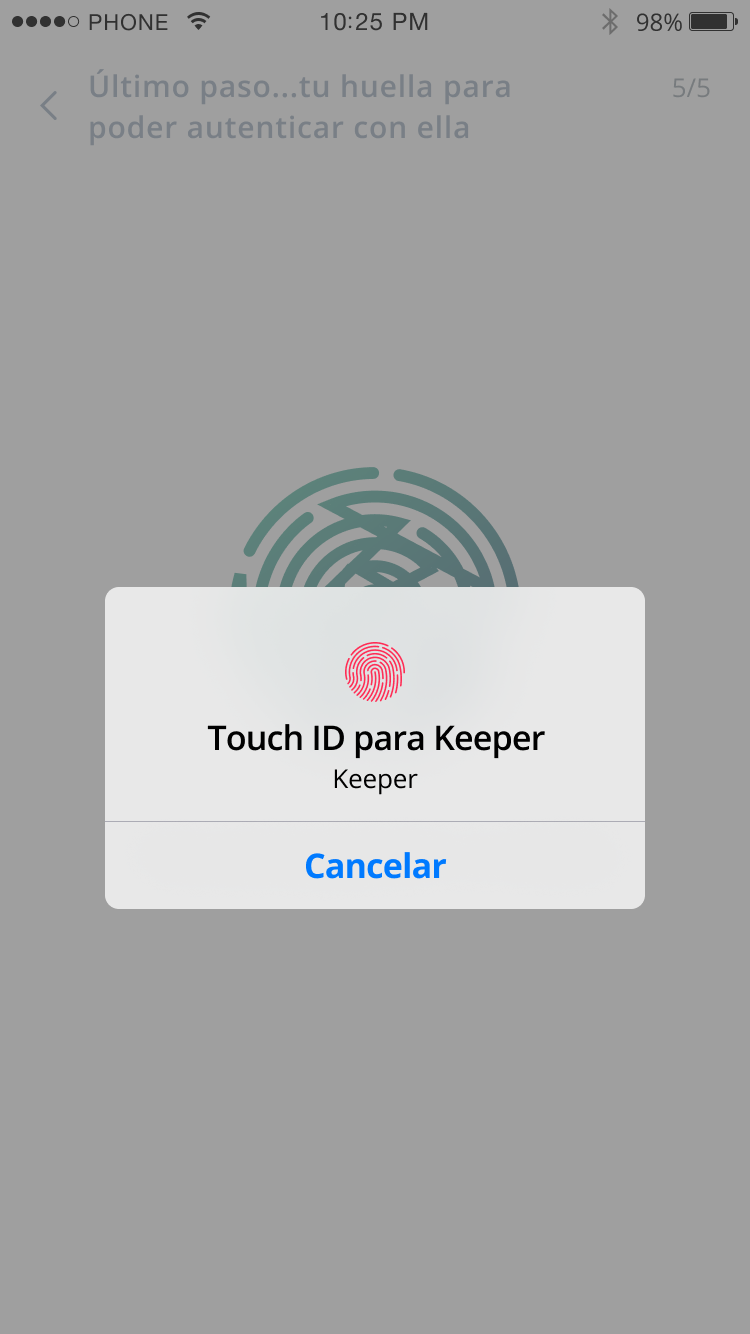 PHONE 10:25 PM 98%
Último paso...tu huella para 5/5
poder autenticar con ella
Touch ID para Keeper
Keeper
Cancelar